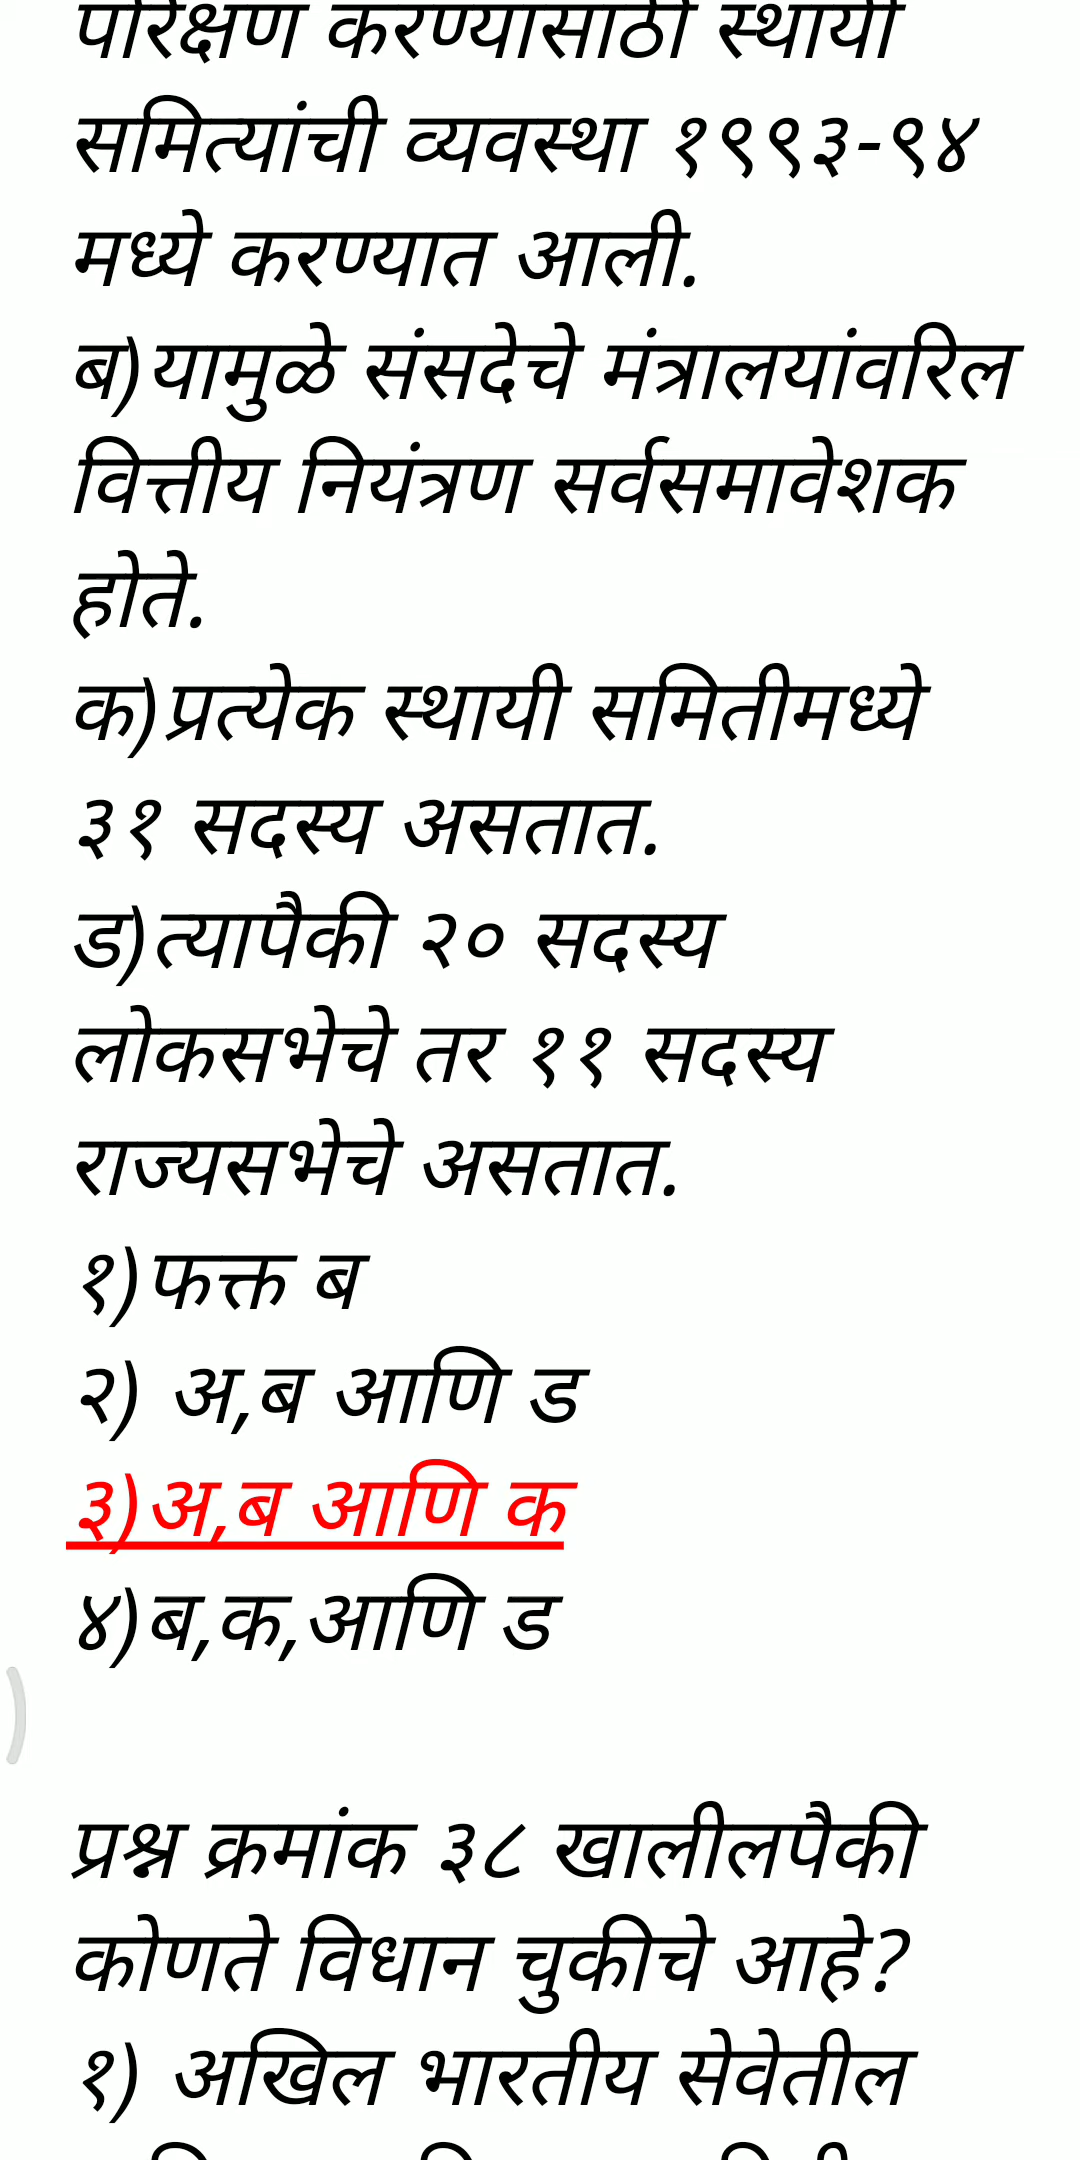 परिक्षण करण्यासाठी स्थायी
समित्यांची व्यवस्था १९९३-९४
मध्ये करण्यात आली.
ब)यामुळे संसदेचे मंत्रालयांवरिल
वित्तीय नियंत्रण सर्वसमावेशक
होते.
क)प्रत्येक स्थायी समितीमध्ये
३१ सदस्य असतात.
ड)त्यापैकी २० सदस्य
लोकसभेचे तर ११ सदस्य
राज्यसभेचे असतात.
१)फक्त ब
२) अ,ब आणि ड
३)अ,ब आणि क
४)ब,क,आणि ड
प्रश्न क्रमांक ३८ खालीलपैकी
कोणते विधान चुकीचे आहे?
१) अखिल भारतीय सेवेतील